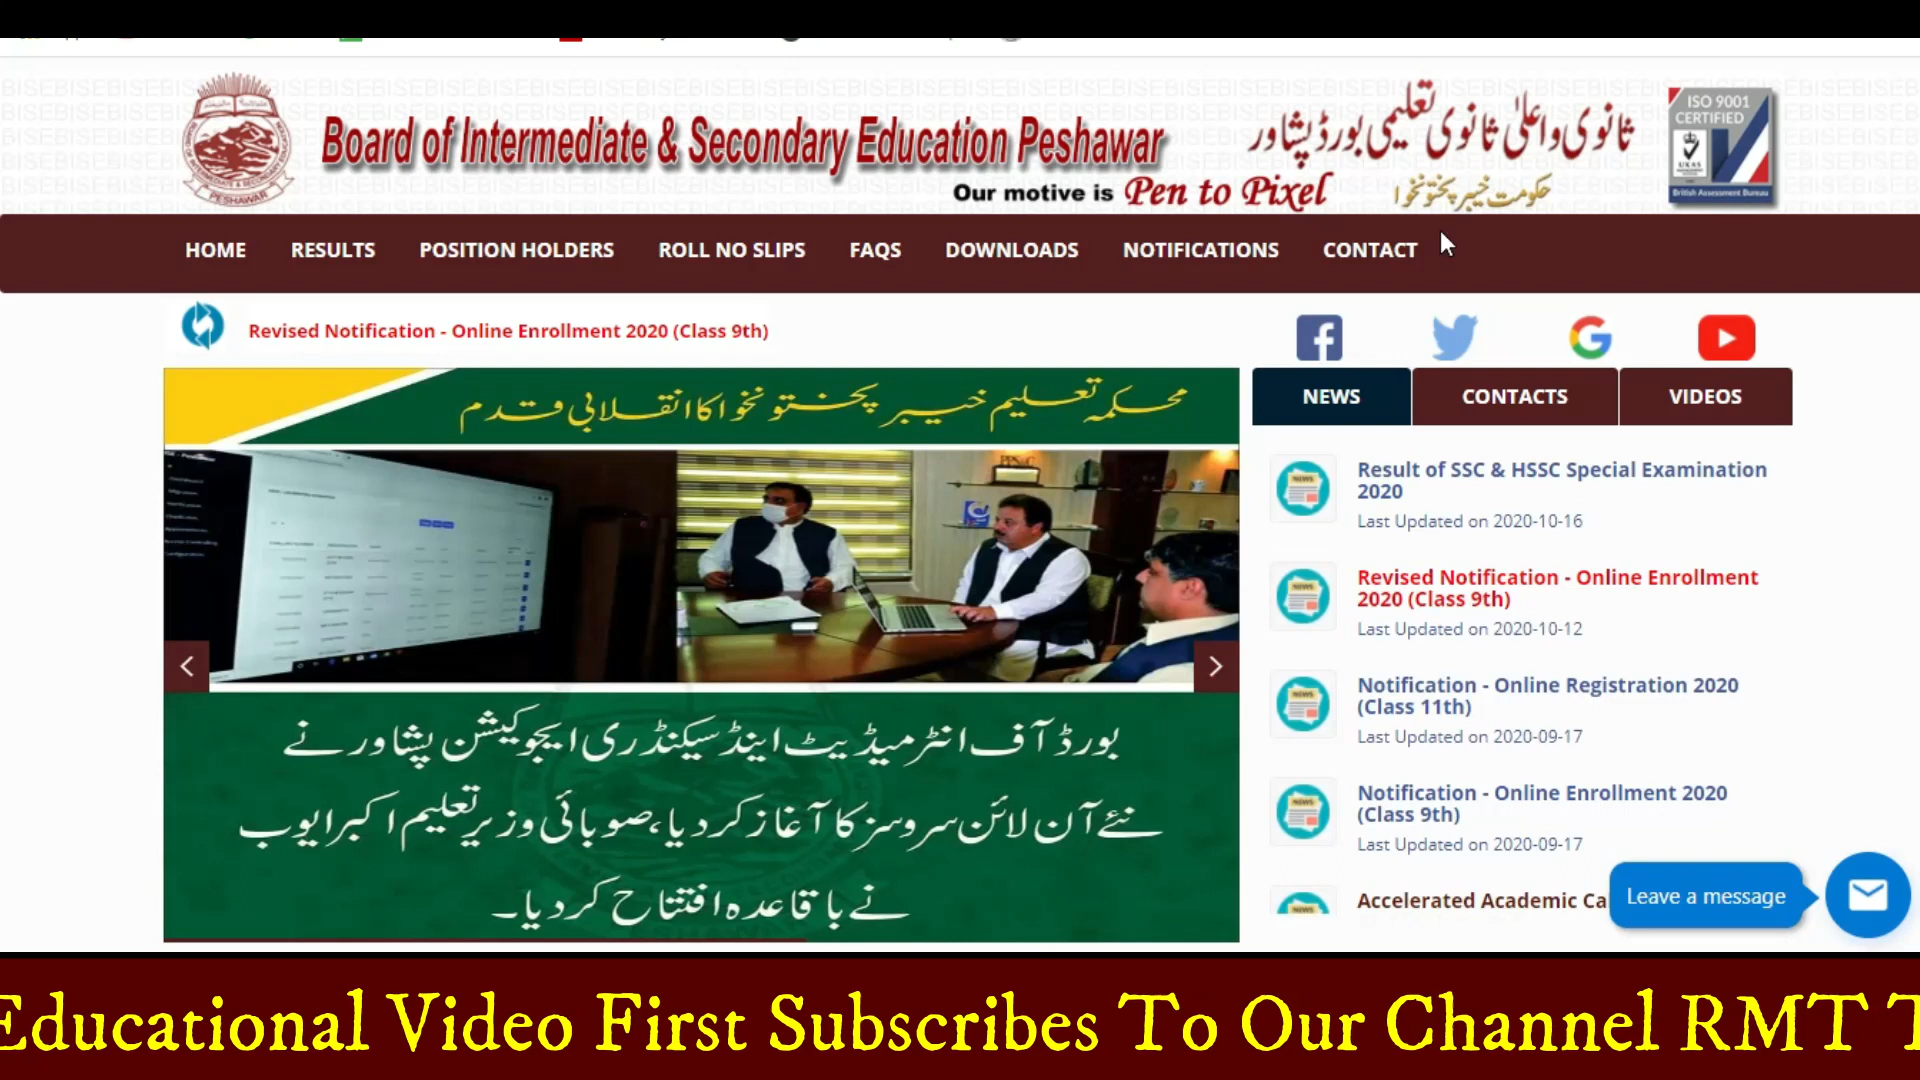 Board of Intermediate & Secondary Education Peshawar
Our motive is Pen to Pixel
ثانوی و اعلیٰ ثانوی تعلیمی بورڈ پشاور
حکومت خیبر پختونخوا
ISO 9001
CERTIFIED
UKAS
British Assessment Bureau
PESHAWAR
HOME RESULTS POSITION HOLDERS ROLL NO SLIPS FAQS DOWNLOADS NOTIFICATIONS CONTACT
Revised Notification - Online Enrollment 2020 (Class 9th)
محکمہ تعلیم خیبر پختونخوا کا انقلابی قدم
بورڈ آف انٹرمیڈیٹ اینڈ سیکنڈری ایجوکیشن پشاور نے
نئے آن لائن سروسز کا آغاز کر دیا، صوبائی وزیر تعلیم اکبر ایوب
نے باقاعدہ افتتاح کر دیا۔
NEWS CONTACTS VIDEOS
Result of SSC & HSSC Special Examination
2020
Last Updated on 2020-10-16
Revised Notification - Online Enrollment
2020 (Class 9th)
Last Updated on 2020-10-12
Notification - Online Registration 2020
(Class 11th)
Last Updated on 2020-09-17
Notification - Online Enrollment 2020
(Class 9th)
Last Updated on 2020-09-17
Accelerated Academic Ca
Leave a message
Educational Video First Subscribes To Our Channel RMT T